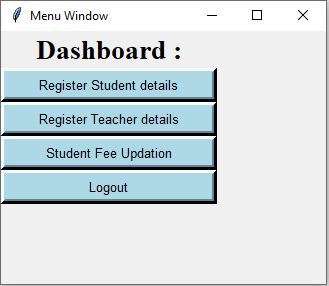 Menu Window
Dashboard :
Register Student details
Register Teacher details
Student Fee Updation
Logout